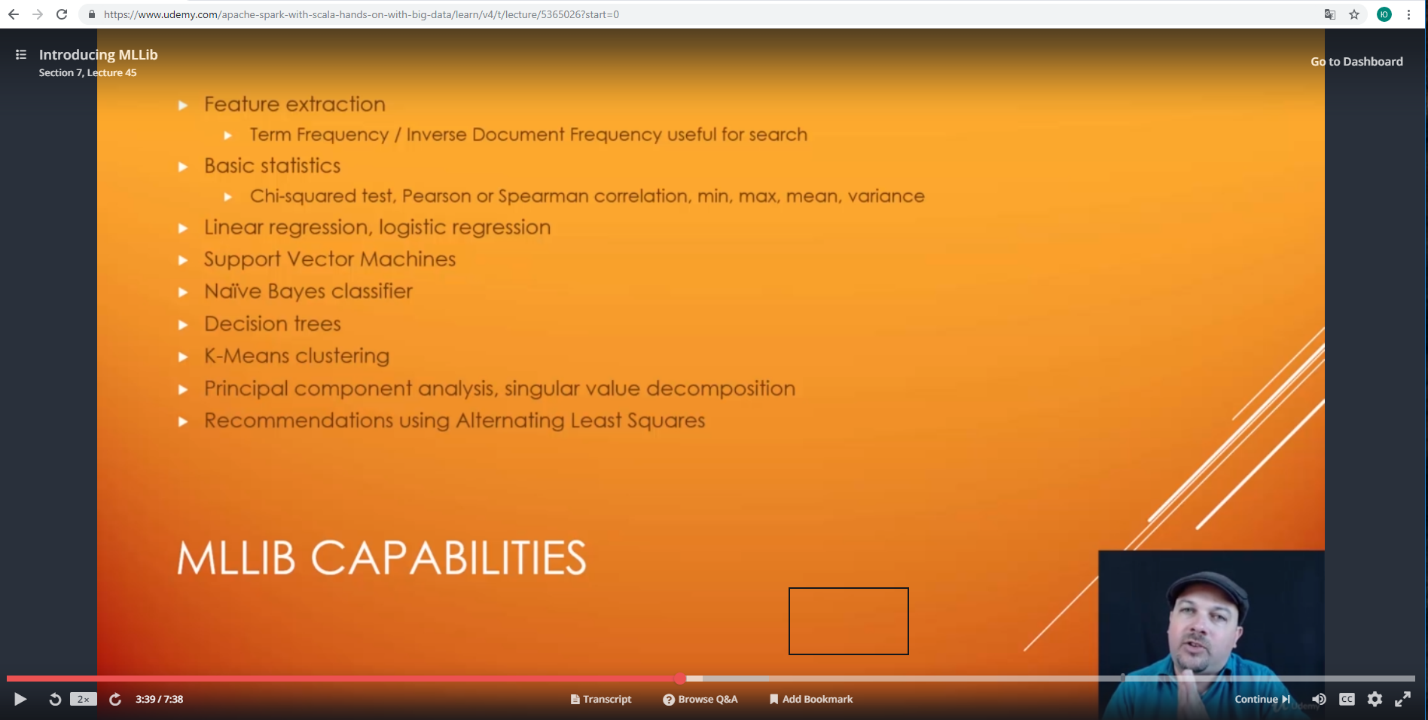 https://www.udemy.com/apache-spark-with-scala-hands-on-with-big-data/learn/v4/t/lecture/5365026?start=0
IO
Introducing MLLib
Section 7, Lecture 45
Go to Dashboard
Feature extraction
Term Frequency / Inverse Document Frequency useful for search
Basic statistics
Chi-squared test, Pearson or Spearman correlation, min, max, mean, variance
Linear regression, logistic regression
Support Vector Machines
Naïve Bayes classifier
Decision trees
K-Means clustering
Principal component analysis, singular value decomposition
Recommendations using Alternating Least Squares
MLLIB CAPABILITIES
2×
3:39 / 7:38
Transcript
Browse Q&A
Add Bookmark
Continue
CC